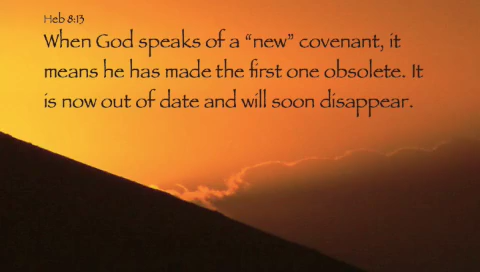 Heb 8:13
When God speaks of a “new” covenant, it
means he has made the first one obsolete. It
is now out of date and will soon disappear.